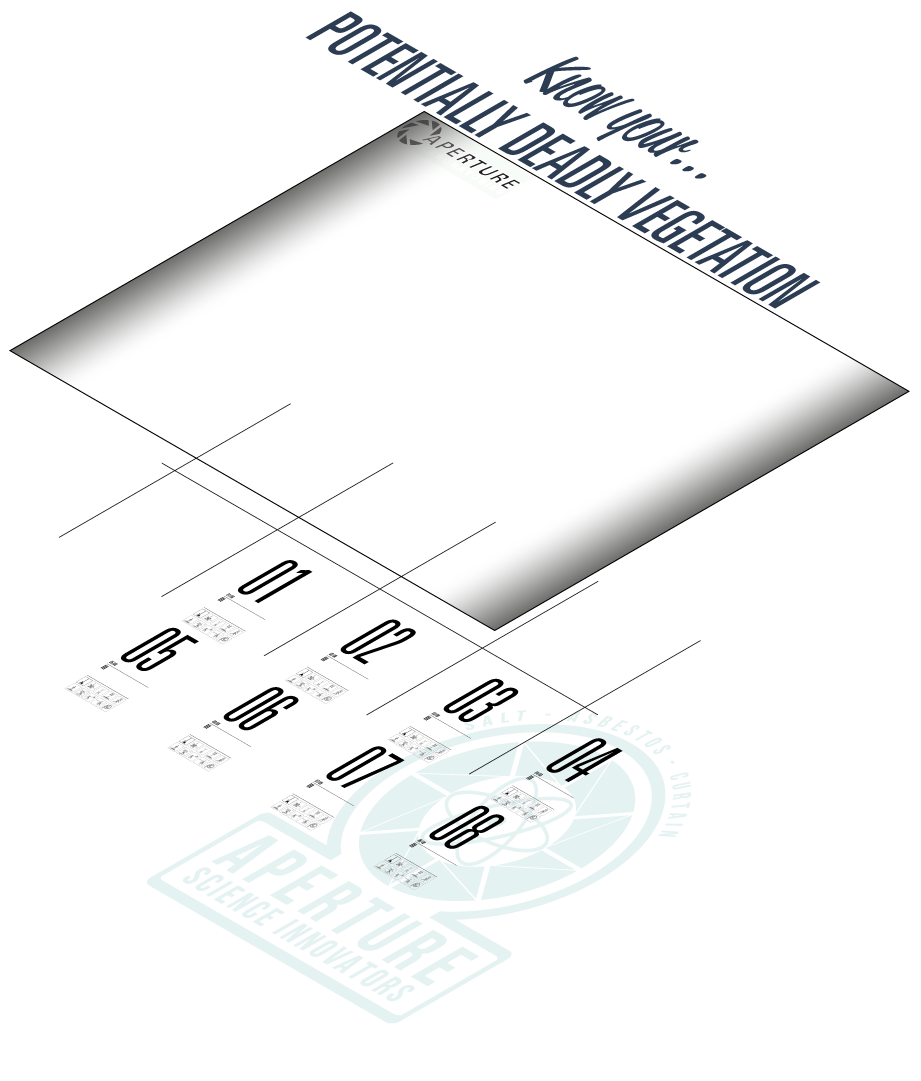 Know your...
POTENTIALLY DEADLY VEGETATION
APERTURE
01
02
03
04
05
06
07
08
SALT - ASBESTOS - CURTAIN
APERTURE
SCIENCE INNOVATORS